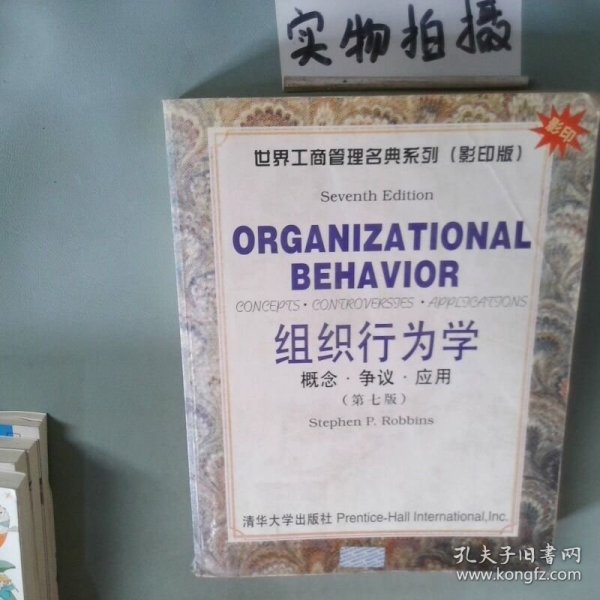 实物拍摄
影印
世界工商管理名典系列（影印版）
Seventh Edition
ORGANIZATIONAL
BEHAVIOR
CONCEPTS · CONTROVERSIES · APPLICATIONS
组织行为学
概念 · 争议 · 应用
（第七版）
Stephen P. Robbins
清华大学出版社 Prentice-Hall International, Inc.
孔夫子旧书网
www.kongfz.com